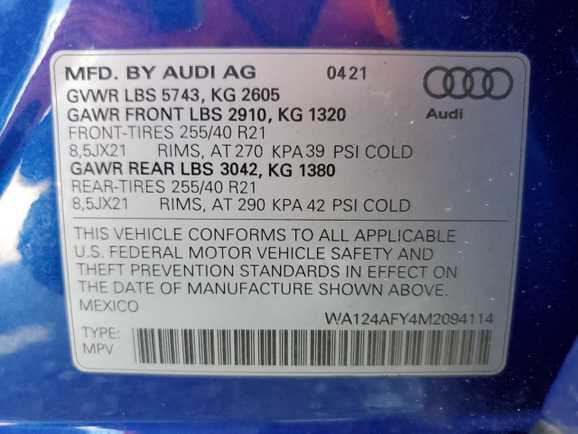 MFD. BY AUDI AG 0421
GVWR LBS 5743, KG 2605
GAWR FRONT LBS 2910, KG 1320
FRONT-TIRES 255/40 R21
8,5JX21 RIMS, AT 270 KPA 39 PSI COLD
GAWR REAR LBS 3042, KG 1380
REAR-TIRES 255/40 R21
8,5JX21 RIMS, AT 290 KPA 42 PSI COLD
Audi
THIS VEHICLE CONFORMS TO ALL APPLICABLE
U.S. FEDERAL MOTOR VEHICLE SAFETY AND
THEFT PREVENTION STANDARDS IN EFFECT ON
THE DATE OF MANUFACTURE SHOWN ABOVE.
MEXICO
WA124AFY4M2094114
TYPE:
MPV